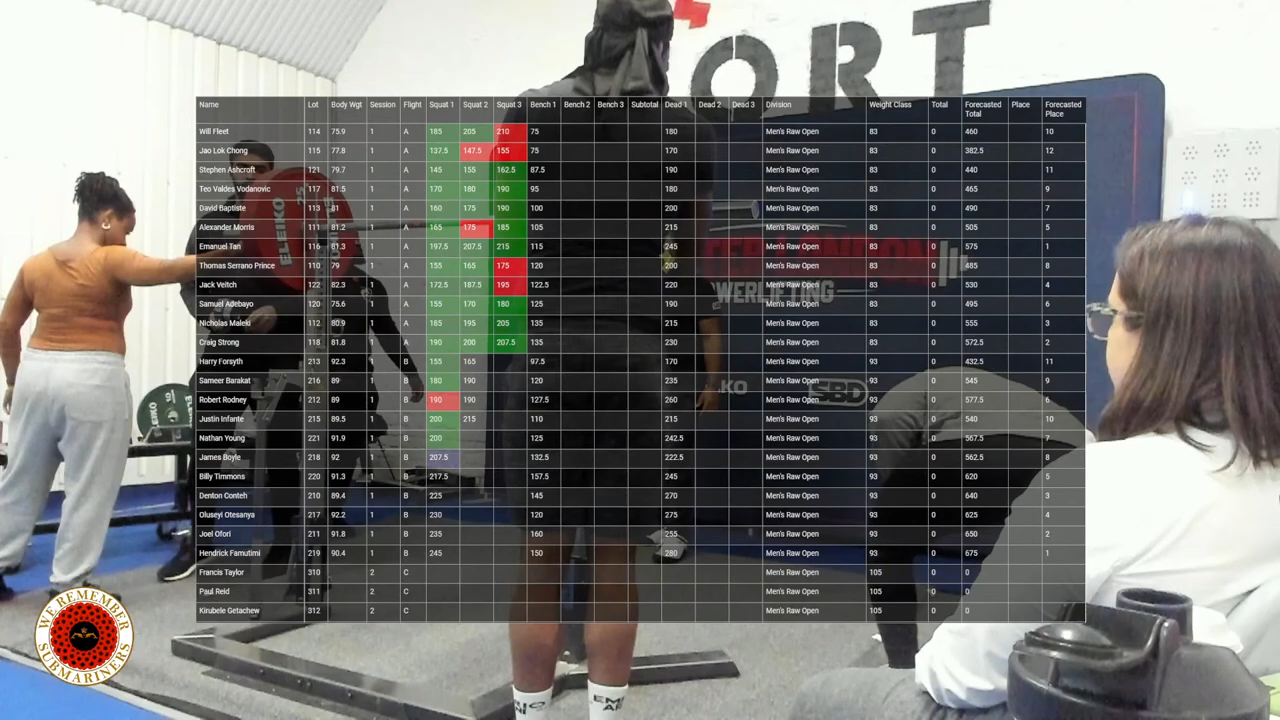 ORT
Name Lot Body Wgt Session Flight Squat 1 Squat 2 Squat 3 Bench 1 Bench 2 Bench 3 Subtotal Dead 1 Dead 2 Dead 3 Division Weight Class Total Forecasted Total Place Forecasted Place
Will Fleet 114 75.9 1 A 185 205 210 75 180 Men's Raw Open 83 0 460 10
Jao Lok Chong 115 77.8 1 A 137.5 147.5 155 75 170 Men's Raw Open 83 0 382.5 12
Stephen Ashcroft 121 79.7 1 A 145 155 162.5 87.5 190 Men's Raw Open 83 0 440 11
Teo Valdes Vodanovic 117 81.5 1 A 170 180 190 95 180 Men's Raw Open 83 0 465 9
David Baptiste 113 81 1 A 160 175 190 100 200 Men's Raw Open 83 0 490 7
Alexander Morris 111 81.2 1 A 165 175 185 105 215 Men's Raw Open 83 0 505 5
Emanuel Tan 116 81.3 1 A 197.5 207.5 215 115 245 Men's Raw Open 83 0 575 1
Thomas Serrano Prince 110 79 1 A 155 165 175 120 200 Men's Raw Open 83 0 485 8
Jack Veitch 122 82.3 1 A 172.5 187.5 195 122.5 220 Men's Raw Open 83 0 530 4
Samuel Adebayo 120 75.6 1 A 155 170 180 125 190 Men's Raw Open 83 0 495 6
Nicholas Maleki 112 80.9 1 A 185 195 205 135 215 Men's Raw Open 83 0 555 3
Craig Strong 118 81.8 1 A 190 200 207.5 135 230 Men's Raw Open 83 0 572.5 2
Harry Forsyth 213 92.3 1 B 155 165 97.5 170 Men's Raw Open 93 0 432.5 11
Sameer Barakat 216 89 1 B 180 190 120 235 Men's Raw Open 93 0 545 9
Robert Rodney 212 89 1 B 190 190 127.5 260 Men's Raw Open 93 0 577.5 6
Justin Infante 215 89.5 1 B 200 215 110 215 Men's Raw Open 93 0 540 10
Nathan Young 221 91.9 1 B 200 125 242.5 Men's Raw Open 93 0 567.5 7
James Boyle 218 92 1 B 207.5 132.5 222.5 Men's Raw Open 93 0 562.5 8
Billy Timmons 220 91.3 1 B 217.5 157.5 245 Men's Raw Open 93 0 620 5
Denton Conteh 210 89.4 1 B 225 145 270 Men's Raw Open 93 0 640 3
Oluseyi Otesanya 217 92.2 1 B 230 120 275 Men's Raw Open 93 0 625 4
Joel Ofori 211 91.8 1 B 235 160 255 Men's Raw Open 93 0 650 2
Hendrick Famutimi 219 90.4 1 B 245 150 280 Men's Raw Open 93 0 675 1
Francis Taylor 310 2 C Men's Raw Open 105 0 0
Paul Reid 311 2 C Men's Raw Open 105 0 0
Kirubele Getachew 312 2 C Men's Raw Open 105 0 0
ELEIKO
25
ELEIKO
SBD
WE REMEMBER
SUBMARINERS